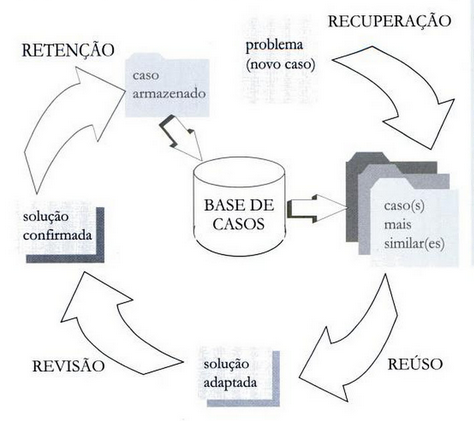 RECUPERAÇÃO
problema
(novo caso)
RETENÇÃO
caso
armazenado
BASE DE
CASOS
caso(s)
mais
similar(es)
solução
confirmada
REVISÃO
solução
adaptada
REÚSO